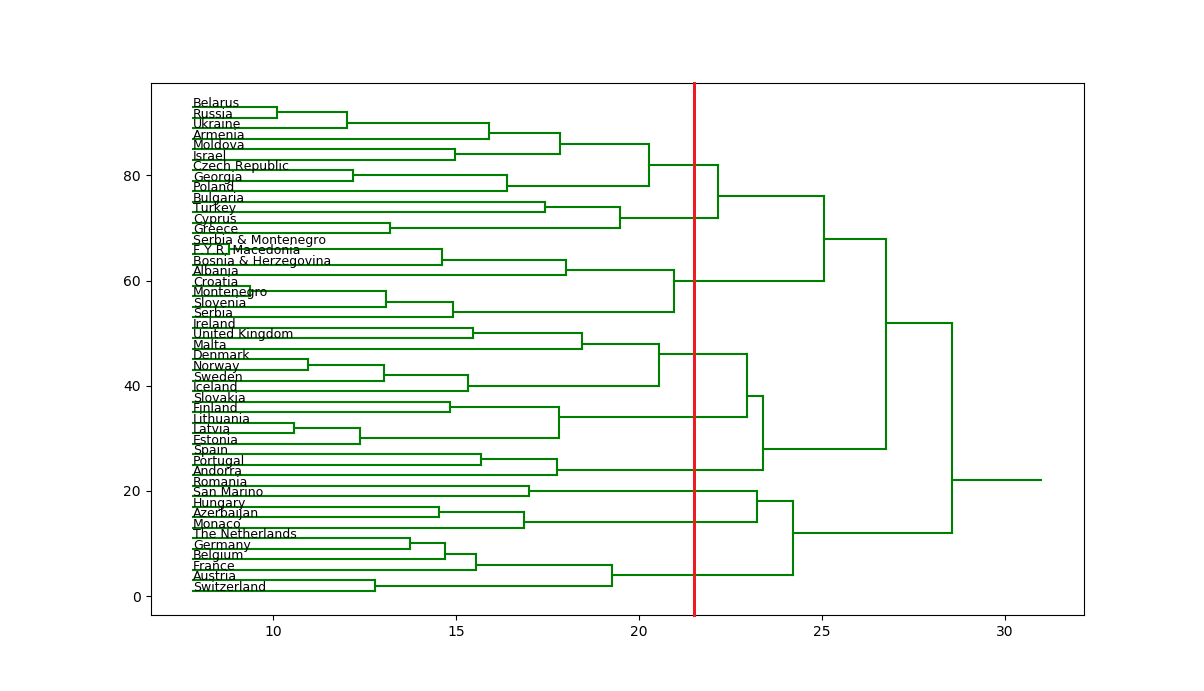 Belarus
Russia
Ukraine
Armenia
Moldova
Israel
Czech Republic
Georgia
Poland
Bulgaria
Turkey
Cyprus
Greece
Serbia & Montenegro
F.Y.R. Macedonia
Bosnia & Herzegovina
Albania
Croatia
Montenegro
Slovenia
Serbia
Ireland
United Kingdom
Malta
Denmark
Norway
Sweden
Iceland
Slovakia
Finland
Lithuania
Latvia
Estonia
Spain
Portugal
Andorra
Romania
San Marino
Hungary
Azerbaijan
Monaco
The Netherlands
Germany
Belgium
France
Austria
Switzerland
80
60
40
20
0
10 15 20 25 30